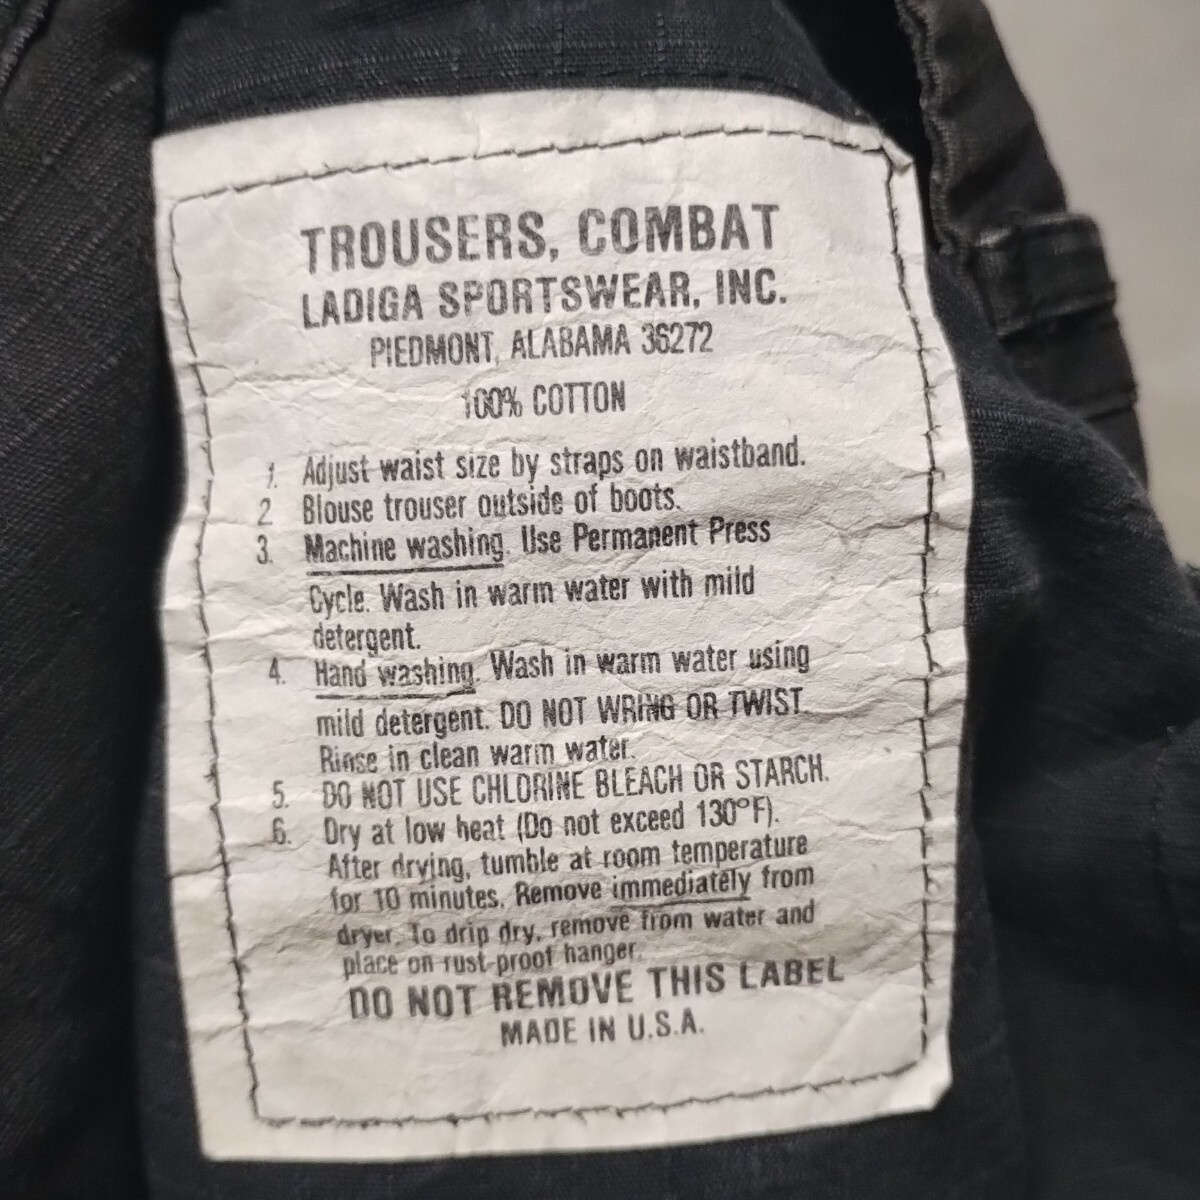 TROUSERS, COMBAT
LADIGA SPORTSWEAR, INC.
PIEDMONT, ALABAMA 36272
100% COTTON
1. Adjust waist size by straps on waistband.
2 Blouse trouser outside of boots.
3. Machine washing. Use Permanent Press
Cycle. Wash in warm water with mild
detergent.
4. Hand washing. Wash in warm water using
mild detergent. DO NOT WRING OR TWIST.
Rinse in clean warm water.
5. DO NOT USE CHLORINE BLEACH OR STARCH.
6. Dry at low heat (Do not exceed 130°F).
After drying, tumble at room temperature
for 10 minutes. Remove immediately from
dryer. To drip dry, remove from water and
place on rust-proof hanger.
DO NOT REMOVE THIS LABEL
MADE IN U.S.A.